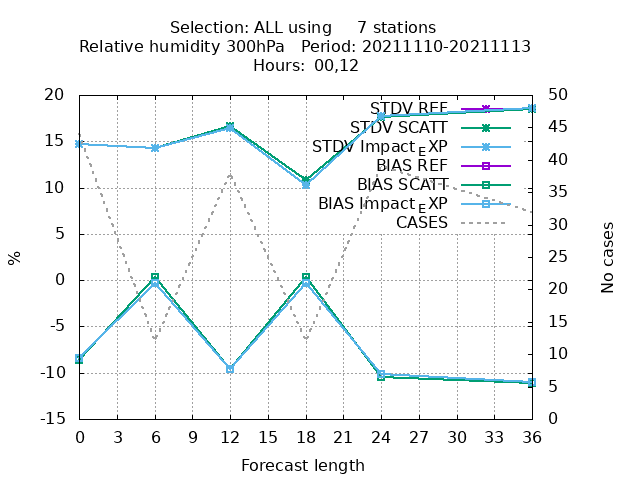 Selection: ALL using 7 stations
Relative humidity 300hPa Period: 20211110-20211113
Hours: 00,12
20
15
10
5
0
-5
-10
-15
%
50
45
40
35
30
25
20
15
10
5
0
No cases
STDV REF
STDV SCATT
STDV Impact_EXP
BIAS REF
BIAS SCATT
BIAS Impact_EXP
CASES
0 3 6 9 12 15 18 21 24 27 30 33 36
Forecast length